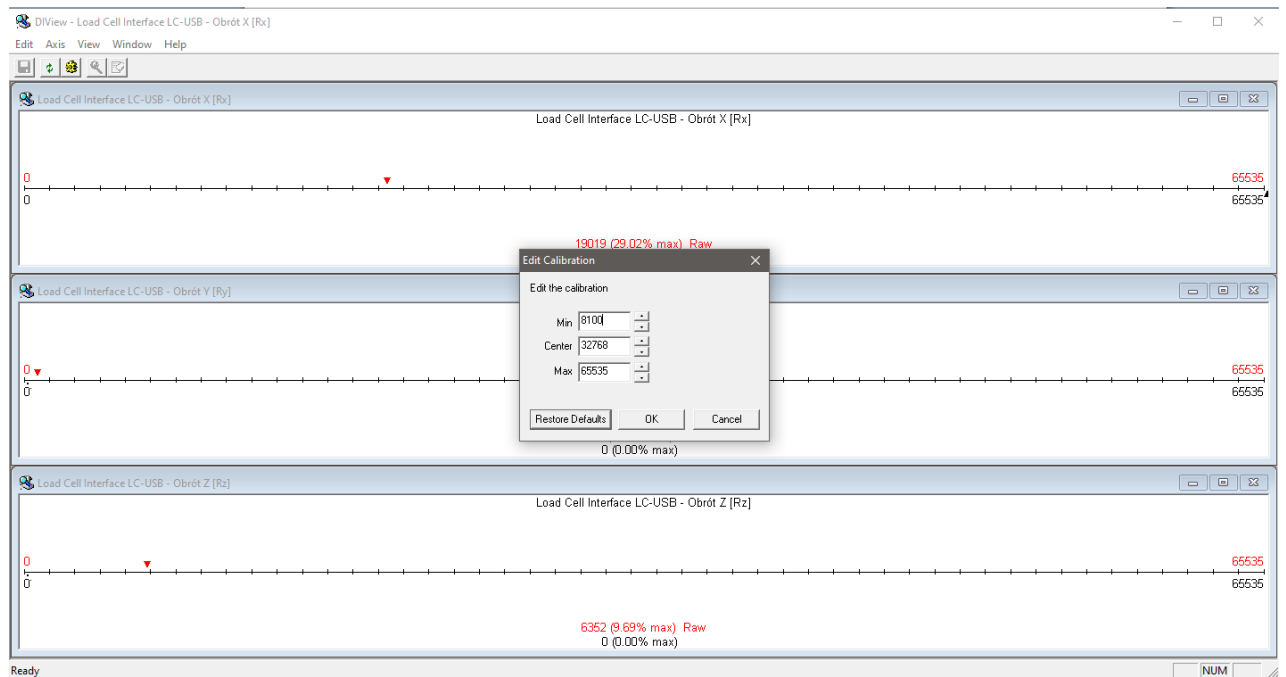 DIView - Load Cell Interface LC-USB - Obrót X [Rx]
Edit Axis View Window Help
Load Cell Interface LC-USB - Obrót X [Rx]
Load Cell Interface LC-USB - Obrót X [Rx]
0 65535
0 65535
19019 (29.02% max) Raw
Edit Calibration
Edit the calibration
Min 8100
Center 32768
Max 65535
Restore Defaults OK Cancel
Load Cell Interface LC-USB - Obrót Y [Ry]
0 65535
0 65535
0 (0.00% max)
Load Cell Interface LC-USB - Obrót Z [Rz]
Load Cell Interface LC-USB - Obrót Z [Rz]
0 65535
0 65535
6352 (9.69% max) Raw
0 (0.00% max)
Ready NUM